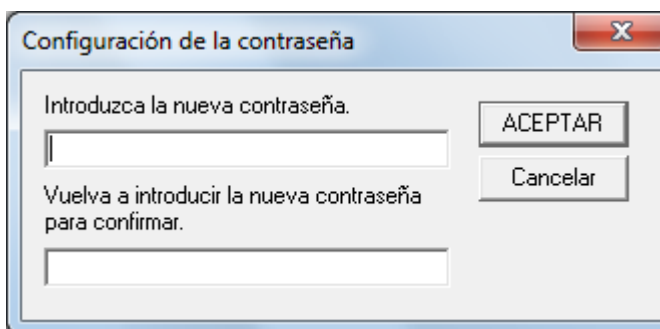 Configuración de la contraseña
Introduzca la nueva contraseña.
ACEPTAR
Cancelar
Vuelva a introducir la nueva contraseña
para confirmar.